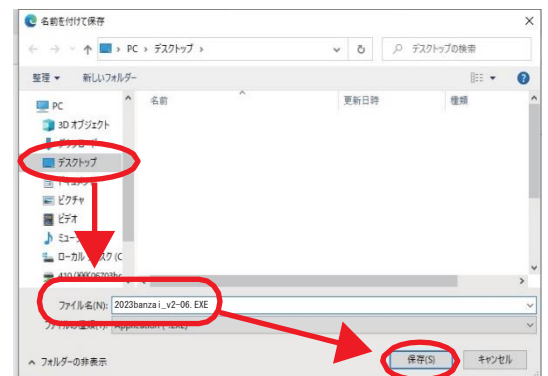 名前を付けて保存
PC › デスクトップ ›
デスクトップの検索
整理 新しいフォルダー
名前 更新日時 種類
PC
3D オブジェクト
デスクトップ
ピクチャ
ビデオ
ローカル
ファイル名(N): 2023banzai_v2-06.EXE
保存(S) キャンセル
フォルダーの非表示